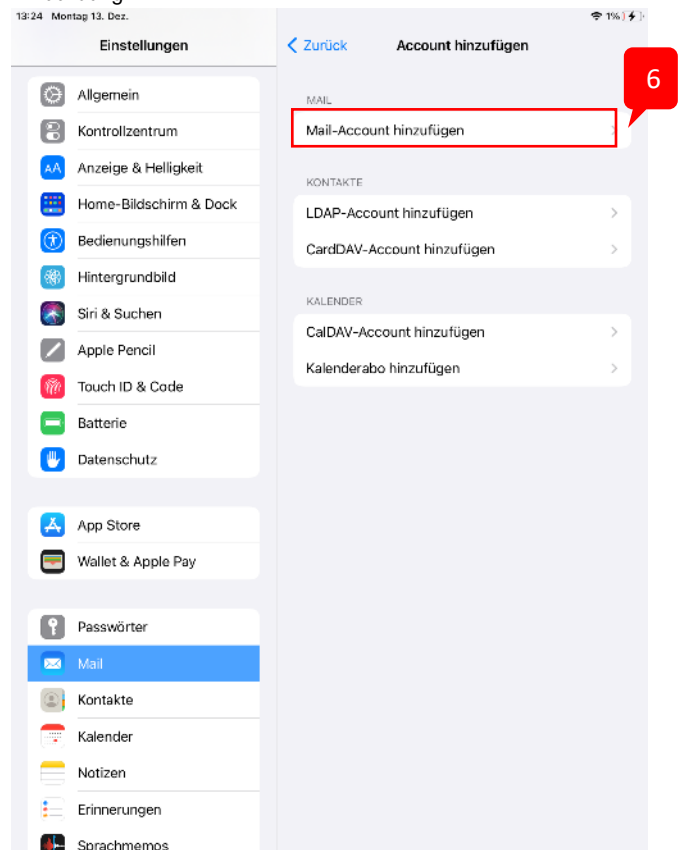 13:24 Montag 13. Dez.
1%
Einstellungen
Zurück
Account hinzufügen
6
Allgemein
Kontrollzentrum
AA
Anzeige & Helligkeit
Home-Bildschirm & Dock
Bedienungshilfen
Hintergrundbild
Siri & Suchen
Apple Pencil
Touch ID & Code
Batterie
Datenschutz
App Store
Wallet & Apple Pay
Passwörter
Mail
Kontakte
Kalender
Notizen
Erinnerungen
Sprachmemos
MAIL
Mail-Account hinzufügen
KONTAKTE
LDAP-Account hinzufügen
CardDAV-Account hinzufügen
KALENDER
CalDAV-Account hinzufügen
Kalenderabo hinzufügen